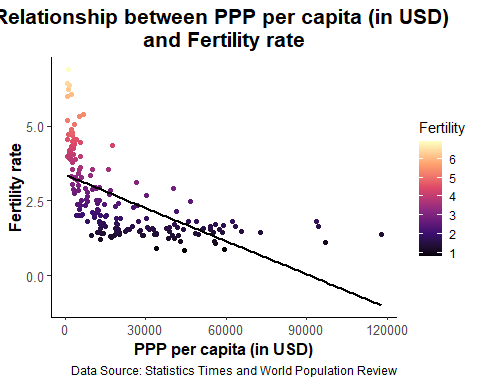 Relationship between PPP per capita (in USD)
and Fertility rate
Fertility rate
5.0
2.5
0.0
0
30000
60000
90000
120000
PPP per capita (in USD)
Fertility
6
5
4
3
2
1
Data Source: Statistics Times and World Population Review